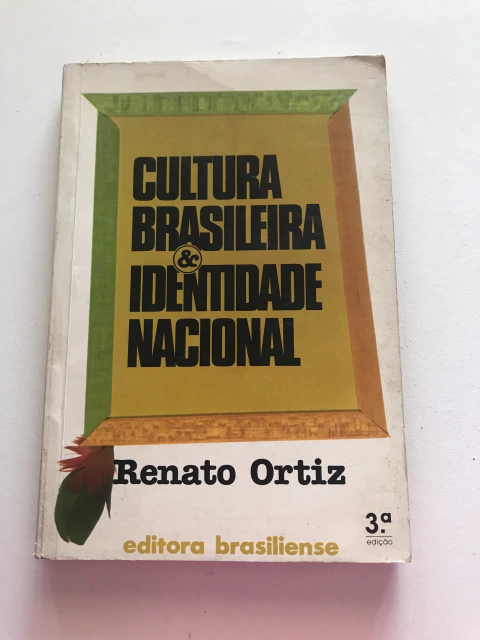 CULTURA
BRASILEIRA
&
IDENTIDADE
NACIONAL
Renato Ortiz
editora brasiliense
3.ª
edição